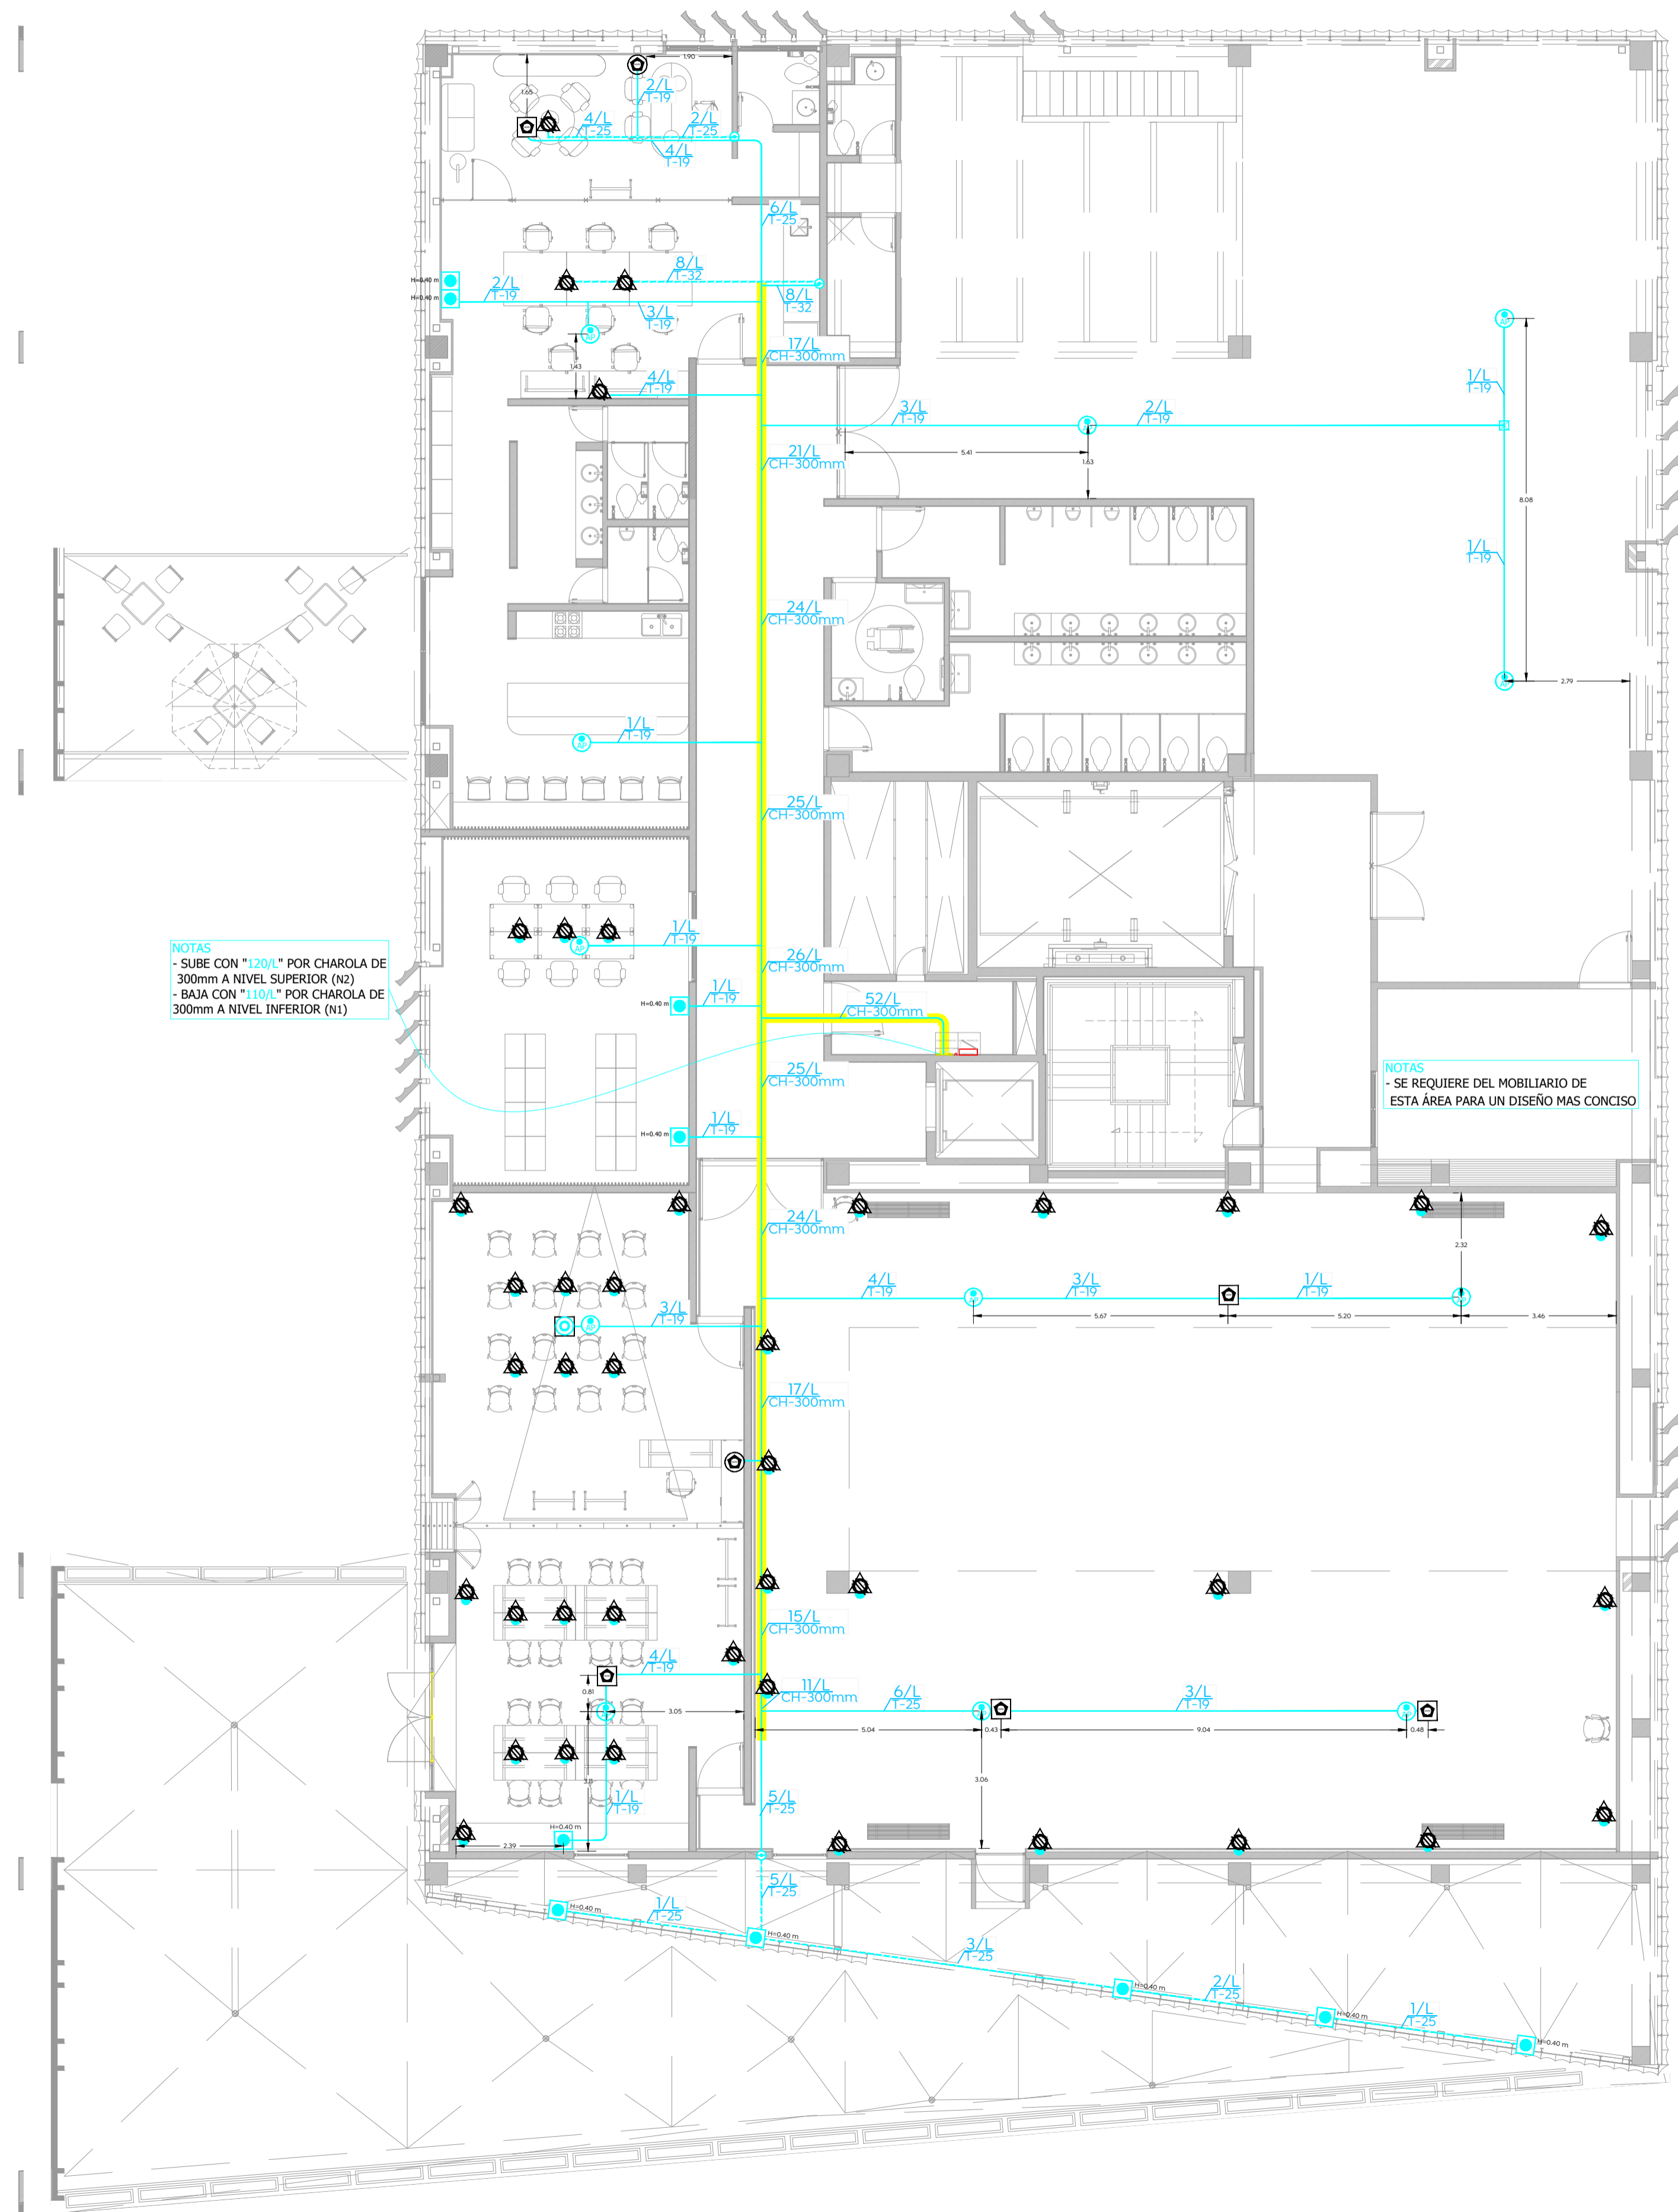 1.90
1.65
2/L
T-19
4/L
T-25
2/L
T-25
4/L
T-19
6/L
T-25
8/L
T-32
H=0.40 m
H=0.40 m
2/L
T-19
8/L
T-32
3/L
T-19
AP
AP
17/L
CH-300mm
1.43
4/L
T-19
1/L
T-19
3/L
T-19
2/L
T-19
21/L
CH-300mm
5.41
1.63
8.08
1/L
T-19
24/L
CH-300mm
2.79
1/L
T-19
AP
25/L
CH-300mm
1/L
T-19
AP
NOTAS
- SUBE CON "120/L" POR CHAROLA DE
300mm A NIVEL SUPERIOR (N2)
- BAJA CON "110/L" POR CHAROLA DE
300mm A NIVEL INFERIOR (N1)
26/L
CH-300mm
H=0.40 m
1/L
T-19
52/L
CH-300mm
25/L
CH-300mm
NOTAS
- SE REQUIERE DEL MOBILIARIO DE
ESTA ÁREA PARA UN DISEÑO MAS CONCISO
H=0.40 m
1/L
T-19
24/L
CH-300mm
2.32
4/L
T-19
3/L
T-19
1/L
T-19
AP
3/L
T-19
AP
5.67
5.20
3.46
17/L
CH-300mm
15/L
CH-300mm
4/L
T-19
0.81
11/L
CH-300mm
6/L
T-25
3/L
T-19
3.05
AP
AP
5.04
0.43
9.04
0.48
3.06
1/L
T-19
5/L
T-25
H=0.40 m
2.39
5/L
T-25
H=0.40 m
1/L
T-25
H=0.40 m
3/L
T-25
H=0.40 m
2/L
T-25
H=0.40 m
1/L
T-25
H=0.40 m